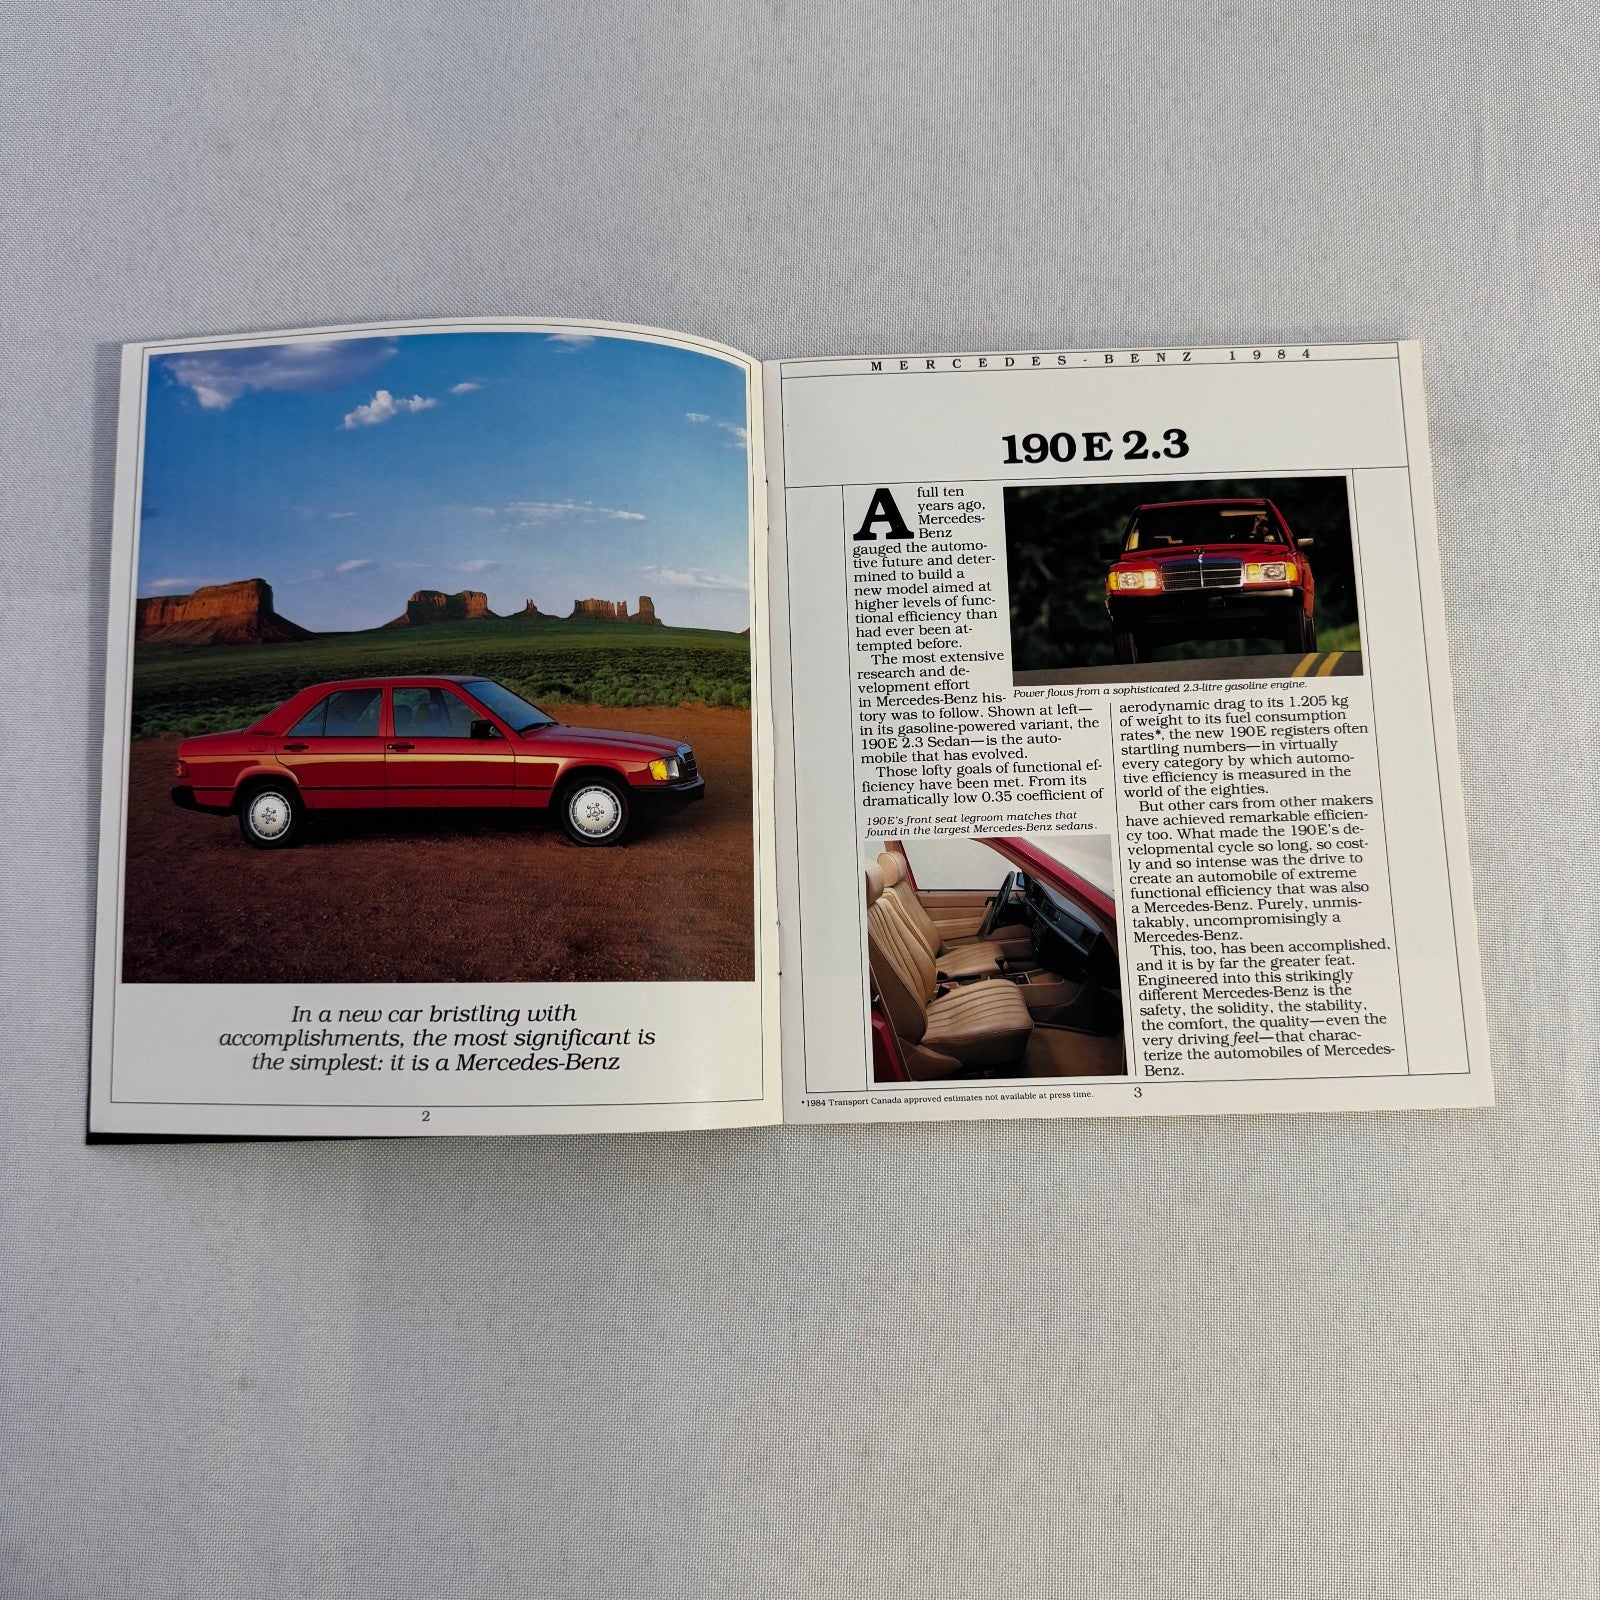 In a new car bristling with
accomplishments, the most significant is
the simplest: it is a Mercedes-Benz
2
MERCEDES-BENZ 1984
190E 2.3
A full ten
years ago,
Mercedes-
Benz
gauged the automo-
tive future and deter-
mined to build a
new model aimed at
higher levels of func-
tional efficiency than
had ever been at-
tempted before.
The most extensive
research and de-
velopment effort
in Mercedes-Benz his-
tory was to follow. Shown at left—
in its gasoline-powered variant, the
190E 2.3 Sedan—is the auto-
mobile that has evolved.
Those lofty goals of functional ef-
ficiency have been met. From its
dramatically low 0.35 coefficient of
Power flows from a sophisticated 2.3-litre gasoline engine.
190E's front seat legroom matches that
found in the largest Mercedes-Benz sedans.
aerodynamic drag to its 1.205 kg
of weight to its fuel consumption
rates*, the new 190E registers often
startling numbers—in virtually
every category by which automo-
tive efficiency is measured in the
world of the eighties.
But other cars from other makers
have achieved remarkable efficien-
cy too. What made the 190E's de-
velopmental cycle so long, so cost-
ly and so intense was the drive to
create an automobile of extreme
functional efficiency that was also
a Mercedes-Benz. Purely, unmis-
takably, uncompromisingly a
Mercedes-Benz.
This, too, has been accomplished,
and it is by far the greater feat.
Engineered into this strikingly
different Mercedes-Benz is the
safety, the solidity, the stability,
the comfort, the quality—even the
very driving feel—that charac-
terize the automobiles of Mercedes-
Benz.
*1984 Transport Canada approved estimates not available at press time.
3